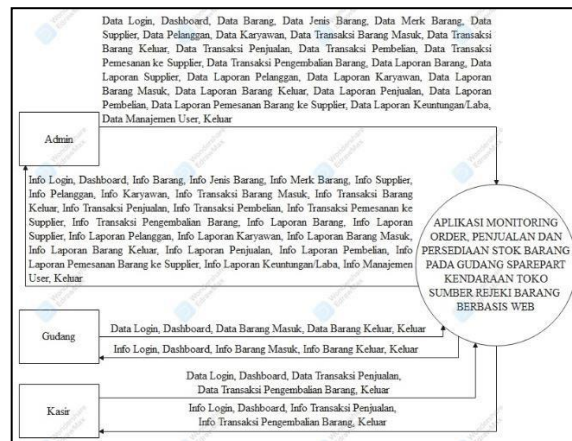 Data Login, Dashboard, Data Barang, Data Jenis Barang, Data Merk Barang, Data
Supplier, Data Pelanggan, Data Karyawan, Data Transaksi Barang Masuk, Data Transaksi
Barang Keluar, Data Transaksi Penjualan, Data Transaksi Pembelian, Data Transaksi
Pemesanan ke Supplier, Data Transaksi Pengembalian Barang, Data Laporan Barang, Data
Laporan Supplier, Data Laporan Pelanggan, Data Laporan Karyawan, Data Laporan
Barang Masuk, Data Laporan Barang Keluar, Data Laporan Penjualan, Data Laporan
Pembelian, Data Laporan Pemesanan Barang ke Supplier, Data Laporan Keuntungan/Laba,
Data Manajemen User, Keluar
Admin
Info Login, Dashboard, Info Barang, Info Jenis Barang, Info Merk Barang, Info Supplier,
Info Pelanggan, Info Karyawan, Info Transaksi Barang Masuk, Info Transaksi Barang
Keluar, Info Transaksi Penjualan, Info Transaksi Pembelian, Info Transaksi Pemesanan ke
Supplier, Info Transaksi Pengembalian Barang, Info Laporan Barang, Info Laporan
Supplier, Info Laporan Pelanggan, Info Laporan Karyawan, Info Laporan Barang Masuk,
Info Laporan Barang Keluar, Info Laporan Penjualan, Info Laporan Pembelian, Info
Laporan Pemesanan Barang ke Supplier, Info Laporan Keuntungan/Laba, Info Manajemen
User, Keluar
APLIKASI MONITORING
ORDER, PENJUALAN DAN
PERSEDIAAN STOK BARANG
PADA GUDANG SPAREPART
KENDARAAN TOKO
SUMBER REJEKI BARANG
BERBASIS WEB
Gudang
Data Login, Dashboard, Data Barang Masuk, Data Barang Keluar, Keluar
Info Login, Dashboard, Info Barang Masuk, Info Barang Keluar, Keluar
Kasir
Data Login, Dashboard, Data Transaksi Penjualan,
Data Transaksi Pengembalian Barang, Keluar
Info Login, Dashboard, Info Transaksi Penjualan,
Info Transaksi Pengembalian Barang, Keluar